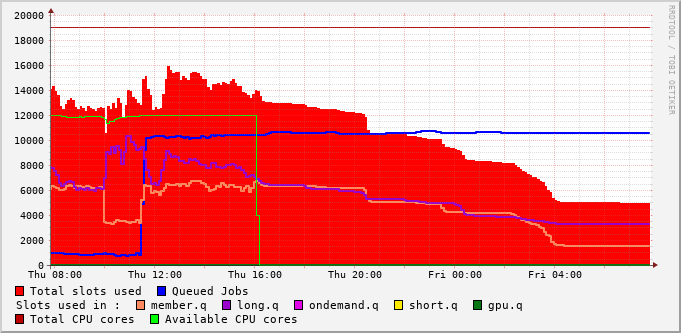 20000
18000
16000
14000
12000
10000
8000
6000
4000
2000
0
Thu 08:00 Thu 12:00 Thu 16:00 Thu 20:00 Fri 00:00 Fri 04:00
RRDTOOL / TOBI OETIKER
Total slots used Queued Jobs
Slots used in : member.q long.q ondemand.q short.q gpu.q
Total CPU cores Available CPU cores